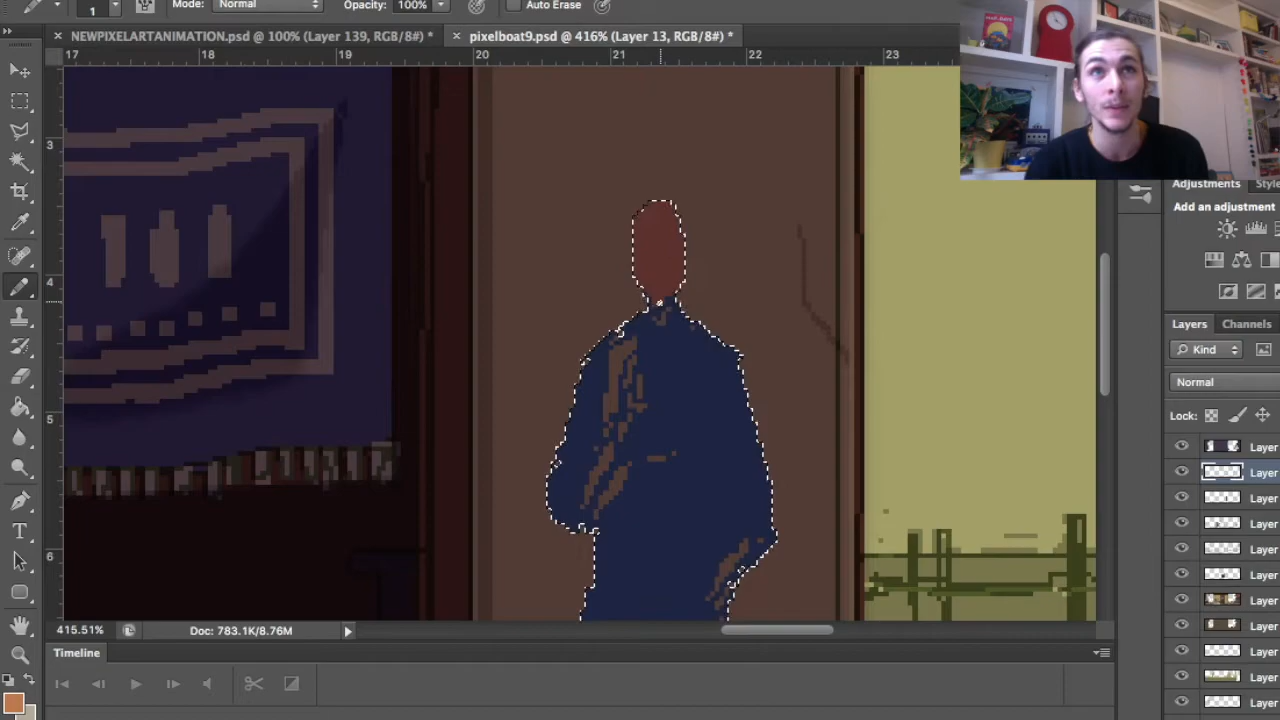 1 Mode: Normal Opacity: 100% Auto Erase
NEWPIXELARTANIMATION.psd @ 100% (Layer 139, RGB/8#) * pixelboat9.psd @ 416% (Layer 13, RGB/8#) *
17 18 19 20 21 22 23
3
4
5
6
Adjustments Style
Add an adjustment
Layers Channels
Kind
Normal
Lock:
Layer
Layer
Layer
Layer
Layer
Layer
Layer
Layer
Layer
Layer
Layer
415.51% Doc: 783.1K/8.76M
Timeline